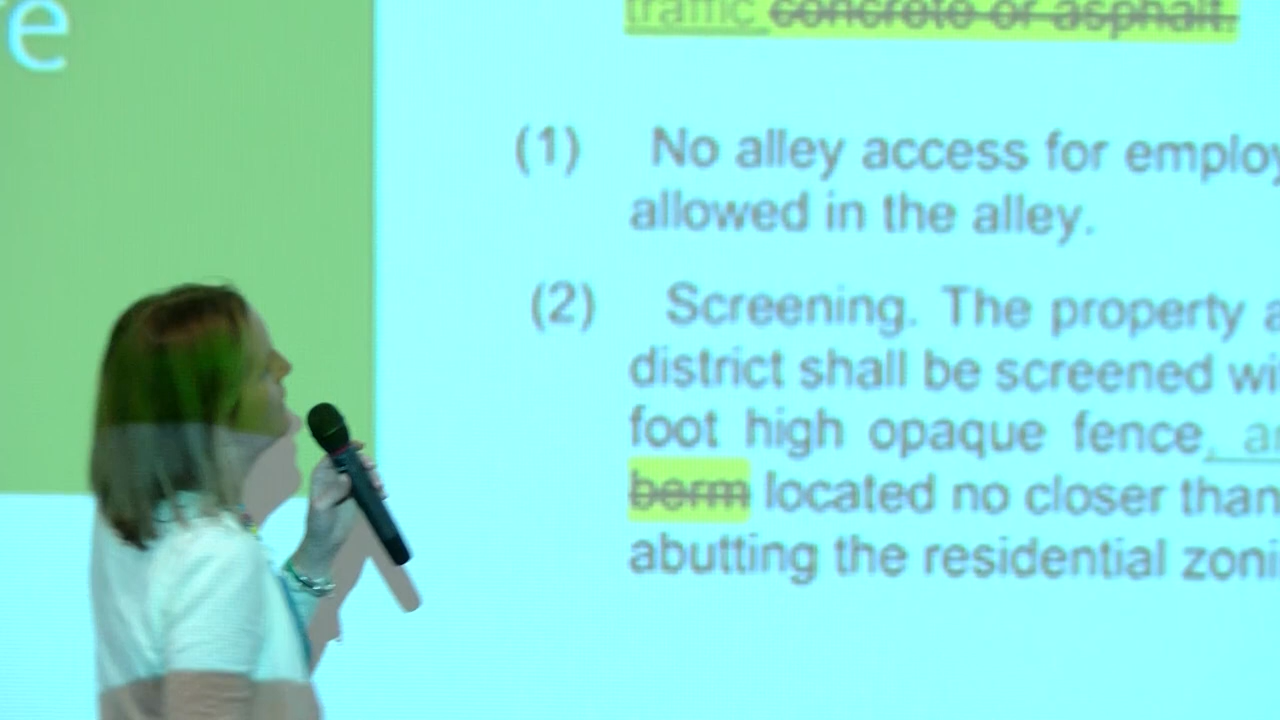 e
traffic concrete or asphalt.
(1) No alley access for employ
allowed in the alley.
(2) Screening. The property a
district shall be screened wi
foot high opaque fence, an
berm located no closer than
abutting the residential zoni